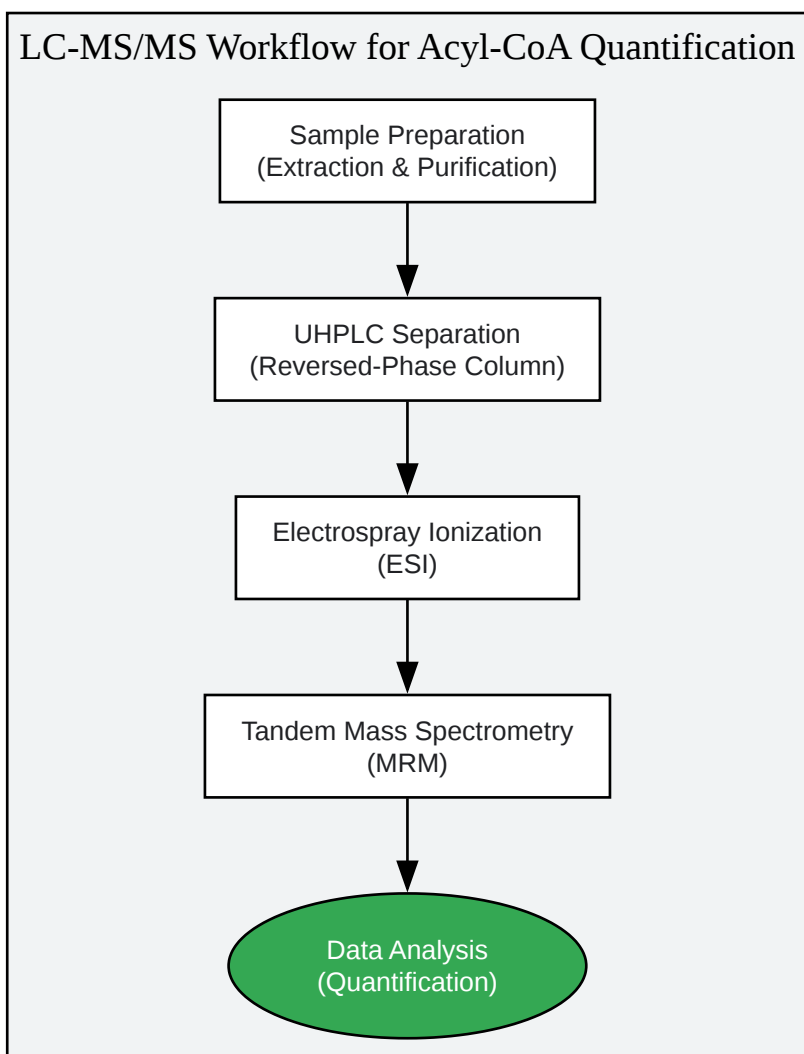 LC-MS/MS Workflow for Acyl-CoA Quantification
Sample Preparation
(Extraction & Purification)
UHPLC Separation
(Reversed-Phase Column)
Electrospray Ionization
(ESI)
Tandem Mass Spectrometry
(MRM)
Data Analysis
(Quantification)